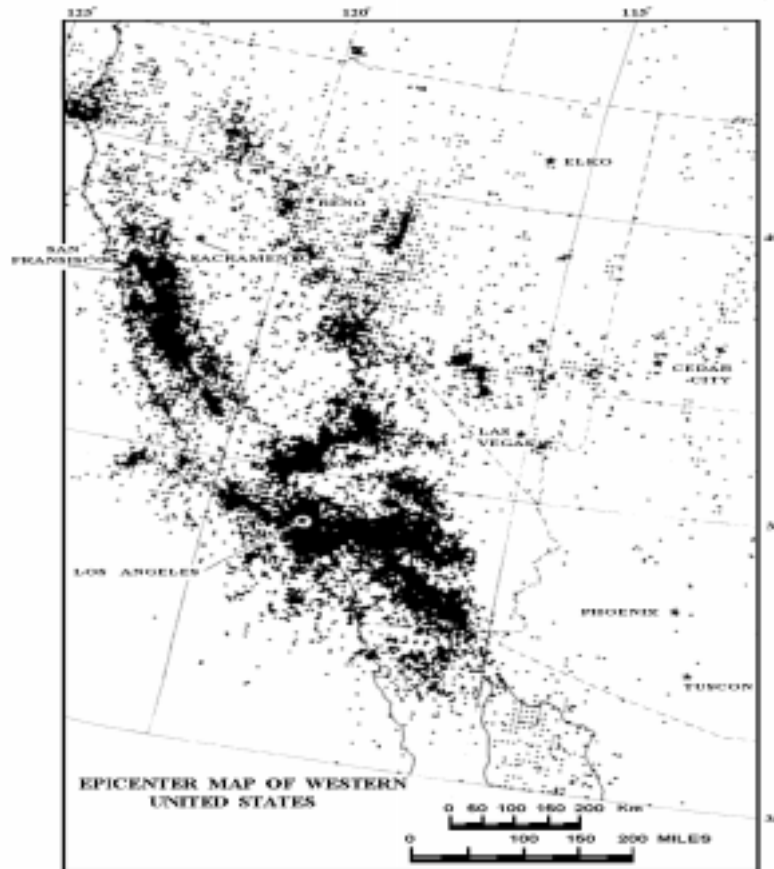 125°
120°
115°
ELKO
RENO
SAN
FRANSISCO
SACRAMENTO
CEDAR
CITY
LAS
VEGAS
LOS ANGELES
PHOENIX
TUSCON
EPICENTER MAP OF WESTERN
UNITED STATES
0 50 100 150 200 Km
0 100 200 MILES